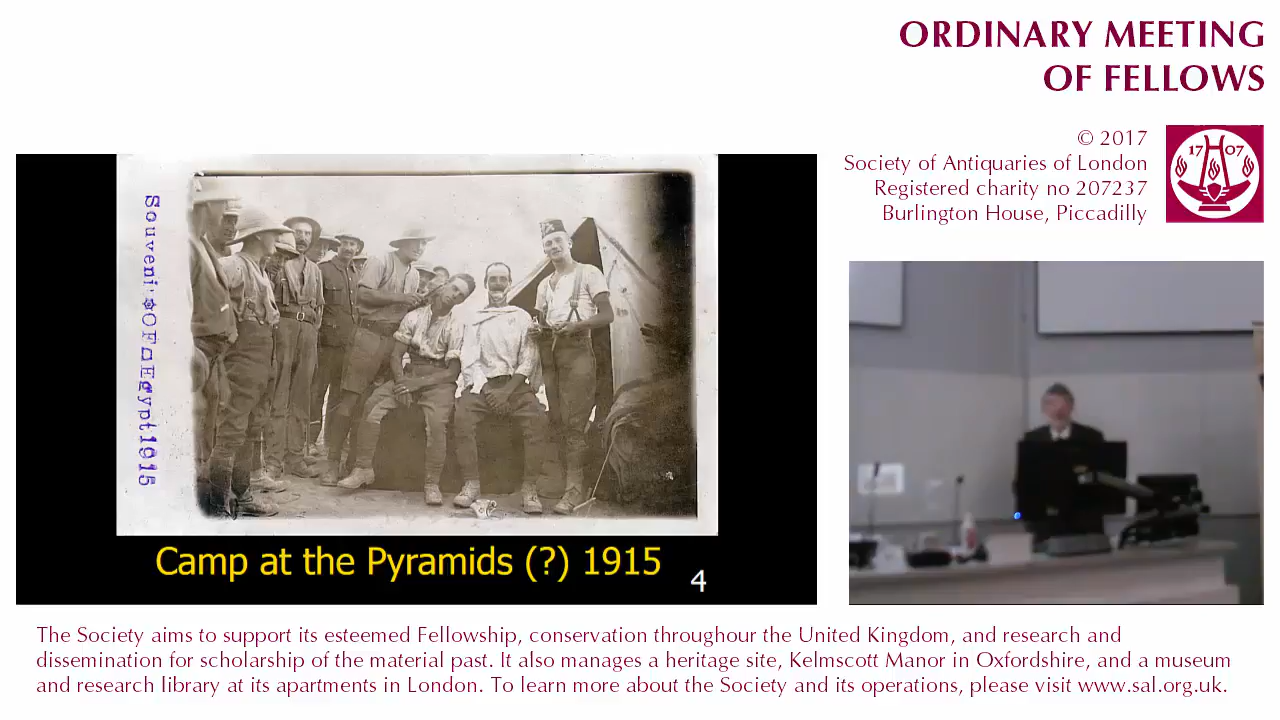 ORDINARY MEETING
OF FELLOWS
© 2017
Society of Antiquaries of London
Registered charity no 207237
Burlington House, Piccadilly
17 07
Souveni OF Egypt 1915
Camp at the Pyramids (?) 1915
4
The Society aims to support its esteemed Fellowship, conservation throughour the United Kingdom, and research and
dissemination for scholarship of the material past. It also manages a heritage site, Kelmscott Manor in Oxfordshire, and a museum
and research library at its apartments in London. To learn more about the Society and its operations, please visit www.sal.org.uk.